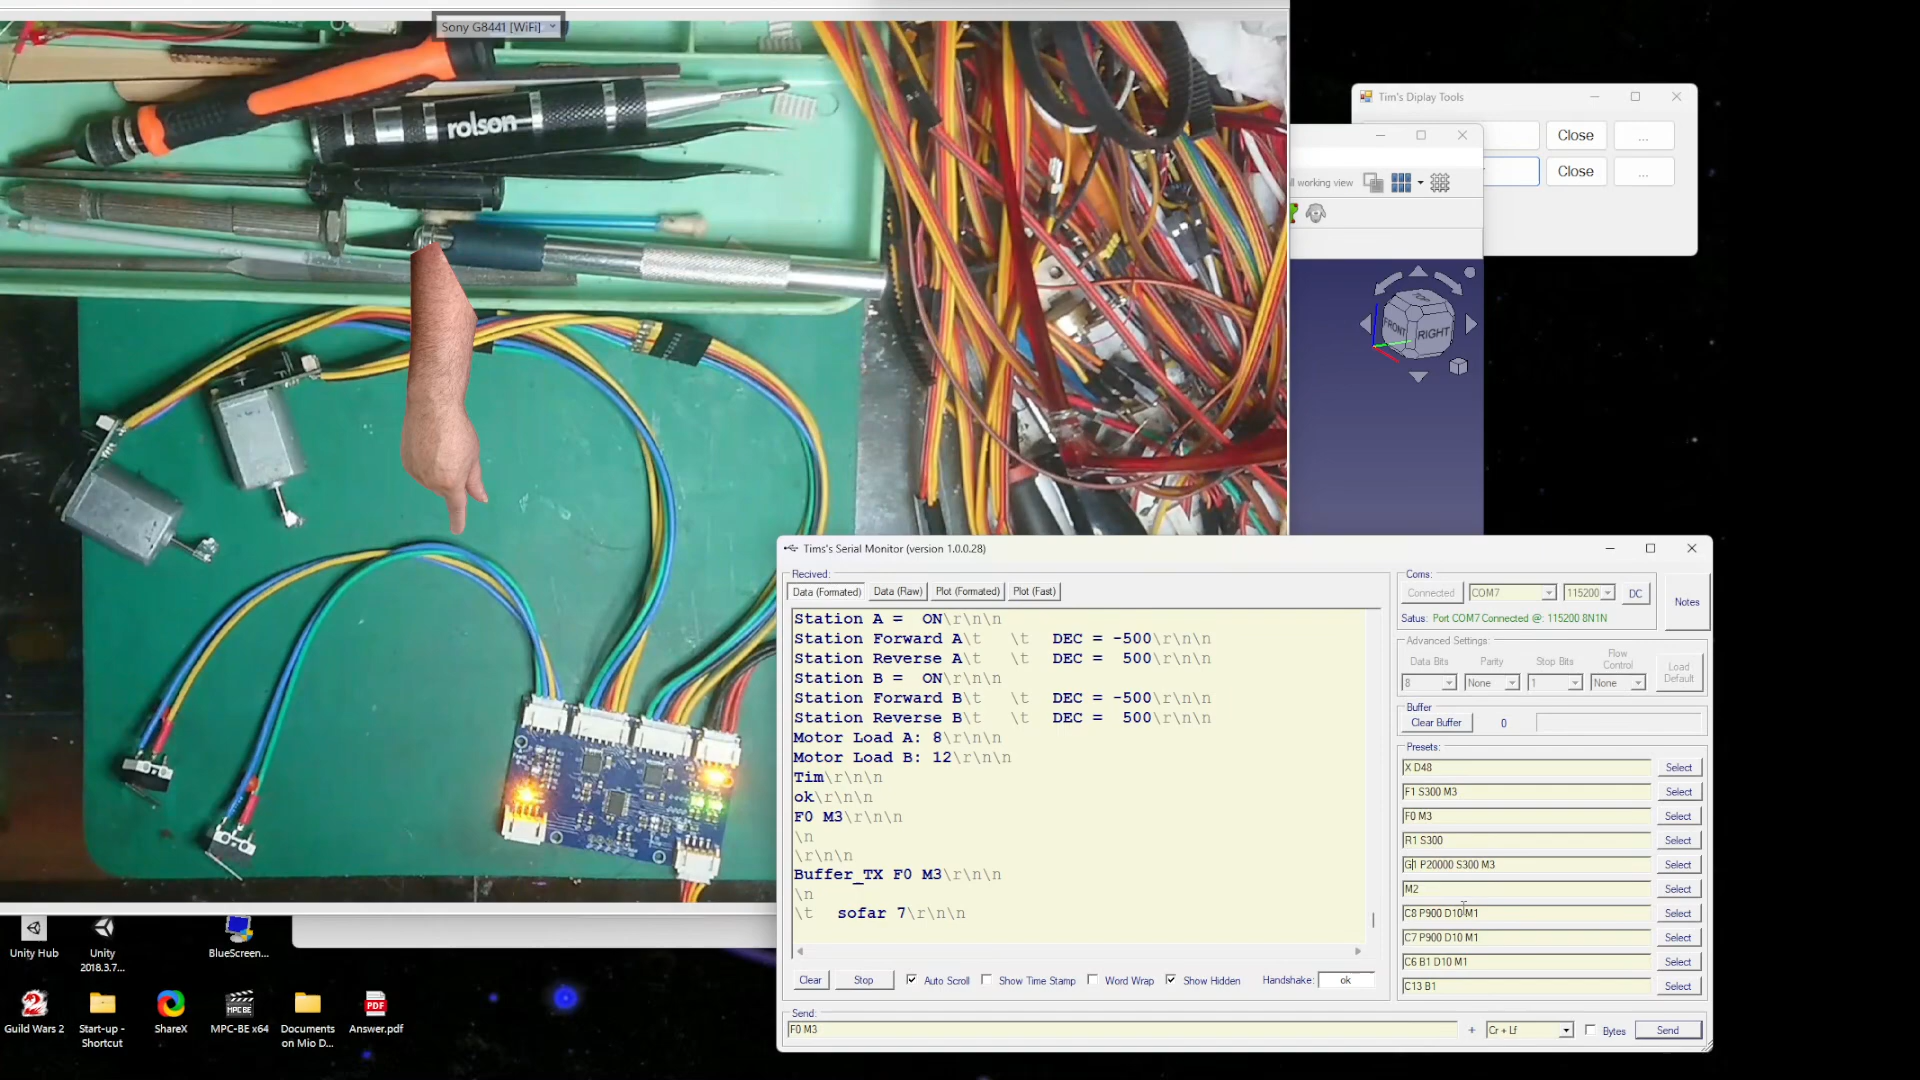 Sony G8441 [WiFi]
rolson
Tim's Diplay Tools
Close
...
Close
...
ll working view
TOP
FRONT
RIGHT
Tims's Serial Monitor (version 1.0.0.28)
Recived:
Data (Formated)
Data (Raw)
Plot (Formated)
Plot (Fast)
Station A =  ON\r\n\n
Station Forward A\t   \t   DEC = -500\r\n\n
Station Reverse A\t   \t   DEC =  500\r\n\n
Station B =  ON\r\n\n
Station Forward B\t   \t   DEC = -500\r\n\n
Station Reverse B\t   \t   DEC =  500\r\n\n
Motor Load A: 8\r\n\n
Motor Load B: 12\r\n\n
Tim\r\n\n
ok\r\n\n
F0 M3\r\n\n
\n
\r\n\n
Buffer_TX F0 M3\r\n\n
\n
\t   sofar 7\r\n\n
Clear
Stop
Auto Scroll
Show Time Stamp
Word Wrap
Show Hidden
Handshake:
ok
Send:
F0 M3
+
Cr + Lf
Bytes
Send
Coms:
Connected
COM7
115200
DC
Notes
Satus: Port COM7 Connected @: 115200 8N1N
Advanced Settings:
Data Bits
Parity
Stop Bits
Flow
Control
Load
Default
8
None
1
None
Buffer
Clear Buffer
0
Presets:
X D48
Select
F1 S300 M3
Select
F0 M3
Select
R1 S300
Select
G1 P20000 S300 M3
Select
M2
Select
C8 P900 D10 M1
Select
C7 P900 D10 M1
Select
C6 B1 D10 M1
Select
C13 B1
Select
Unity Hub
Unity
2018.3.7...
BlueScreen...
Guild Wars 2
Start-up -
Shortcut
ShareX
MPC-BE x64
Documents
on Mio D...
Answer.pdf
PDF
MPC BE